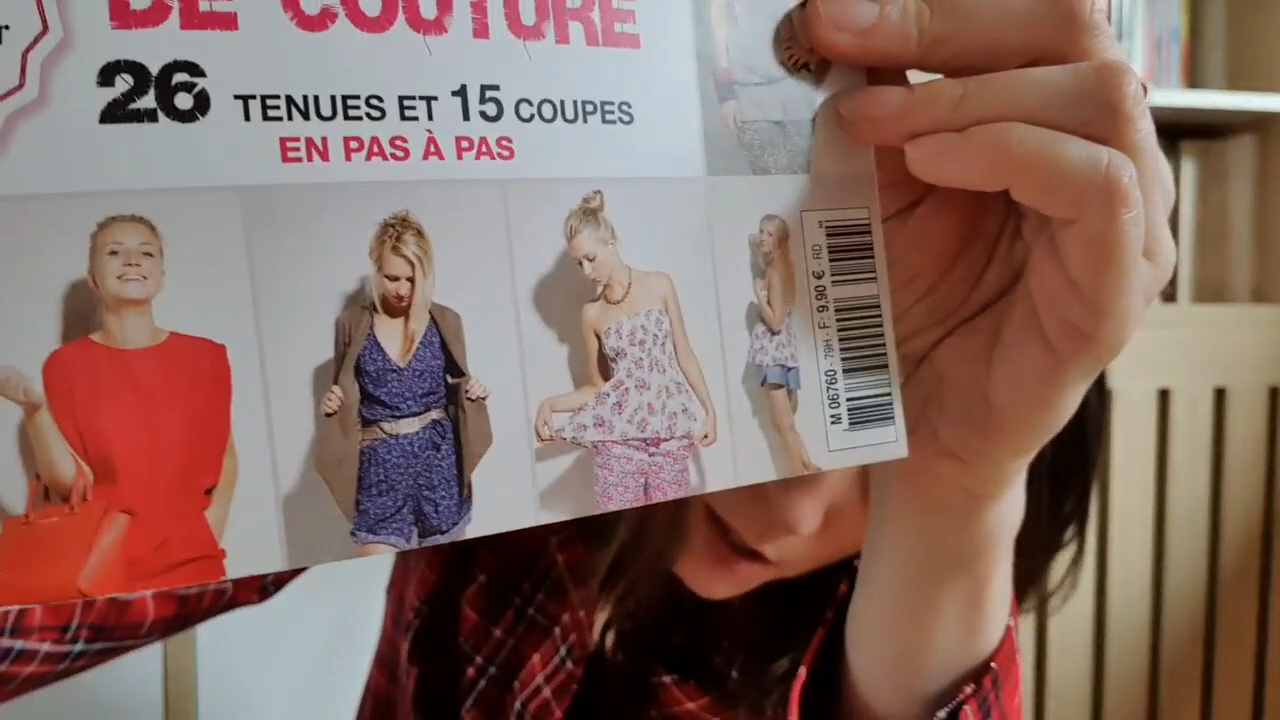 DE COUTURE
26 TENUES ET 15 COUPES
EN PAS À PAS
M 06760 - 79H - F: 9,90 € - RD